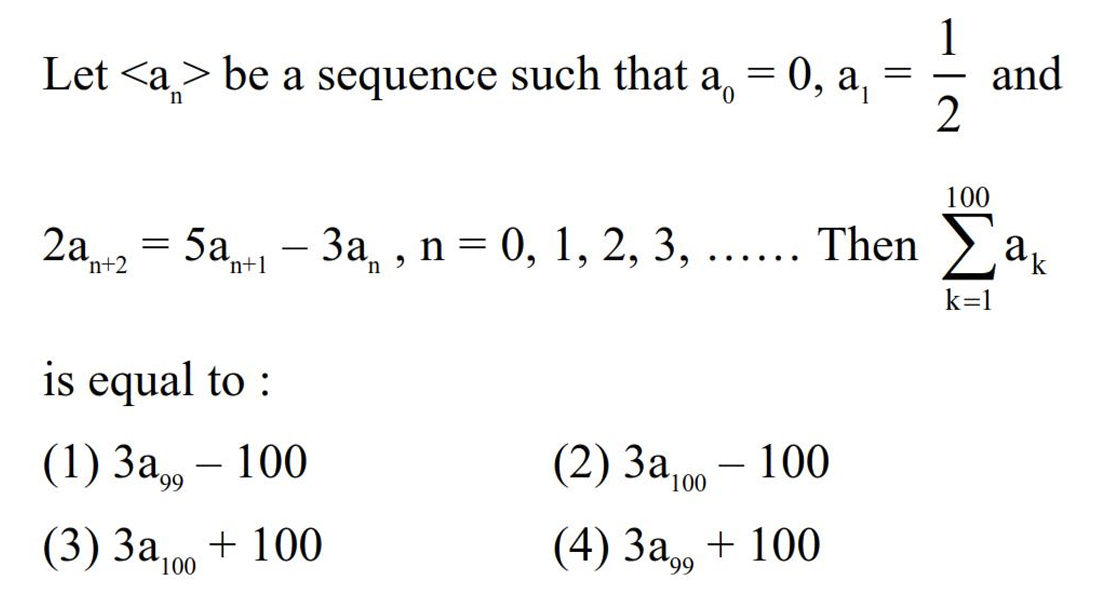 Let <aₙ> be a sequence such that a₀ = 0, a₁ = 1/2 and
2aₙ₊₂ = 5aₙ₊₁ – 3aₙ , n = 0, 1, 2, 3, …… Then ∑_{k=1}^{100} aₖ
is equal to :
(1) 3a₉₉ – 100 (2) 3a₁₀₀ – 100
(3) 3a₁₀₀ + 100 (4) 3a₉₉ + 100